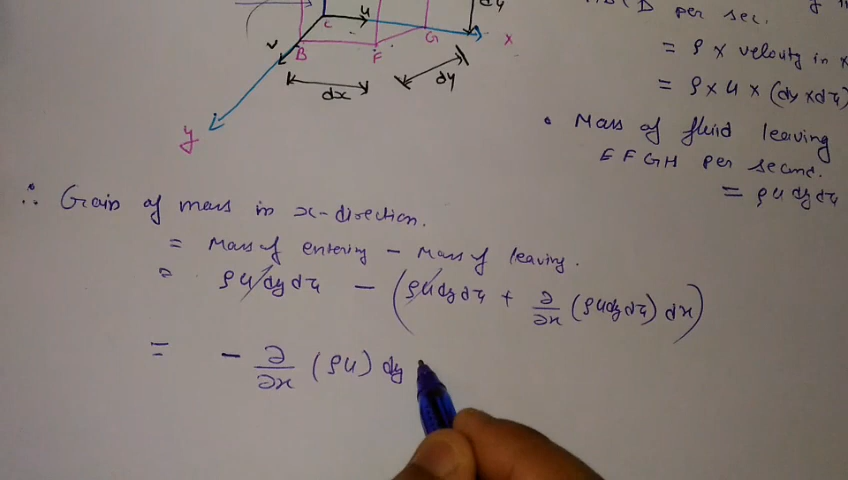 dy
u
C
x
G
v
B
F
dx
dy
y
per sec.
= ρ × velocity in x
= ρ × u × (dy × dz)
• Mass of fluid leaving
EFGH per second.
= ρu dy dz
∴ Grain of mass in x-direction.
= Mass of entering - Mass of leaving.
= ρu dy dz - (ρu dy dz + ∂/∂x (ρu dy dz) dx)
= - ∂/∂x (ρu) dy